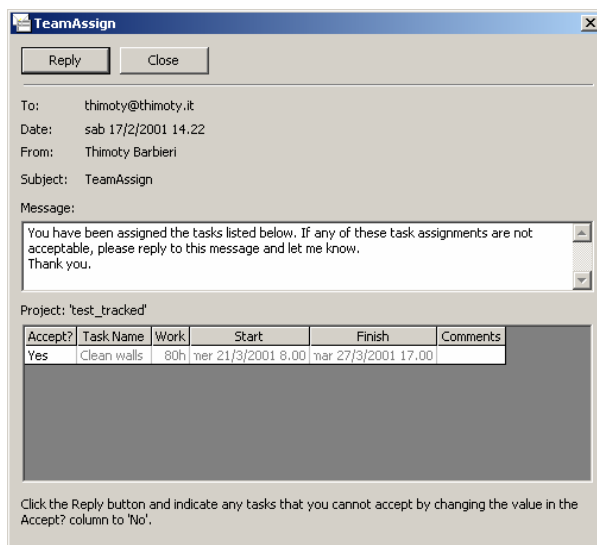 TeamAssign
Reply Close
To: thimoty@thimoty.it
Date: sab 17/2/2001 14.22
From: Thimoty Barbieri
Subject: TeamAssign
Message:
You have been assigned the tasks listed below. If any of these task assignments are not
acceptable, please reply to this message and let me know.
Thank you.
Project: 'test_tracked'
Accept? Task Name Work Start Finish Comments
Yes Clean walls 80h mer 21/3/2001 8.00 mar 27/3/2001 17.00
Click the Reply button and indicate any tasks that you cannot accept by changing the value in the
Accept? column to 'No'.